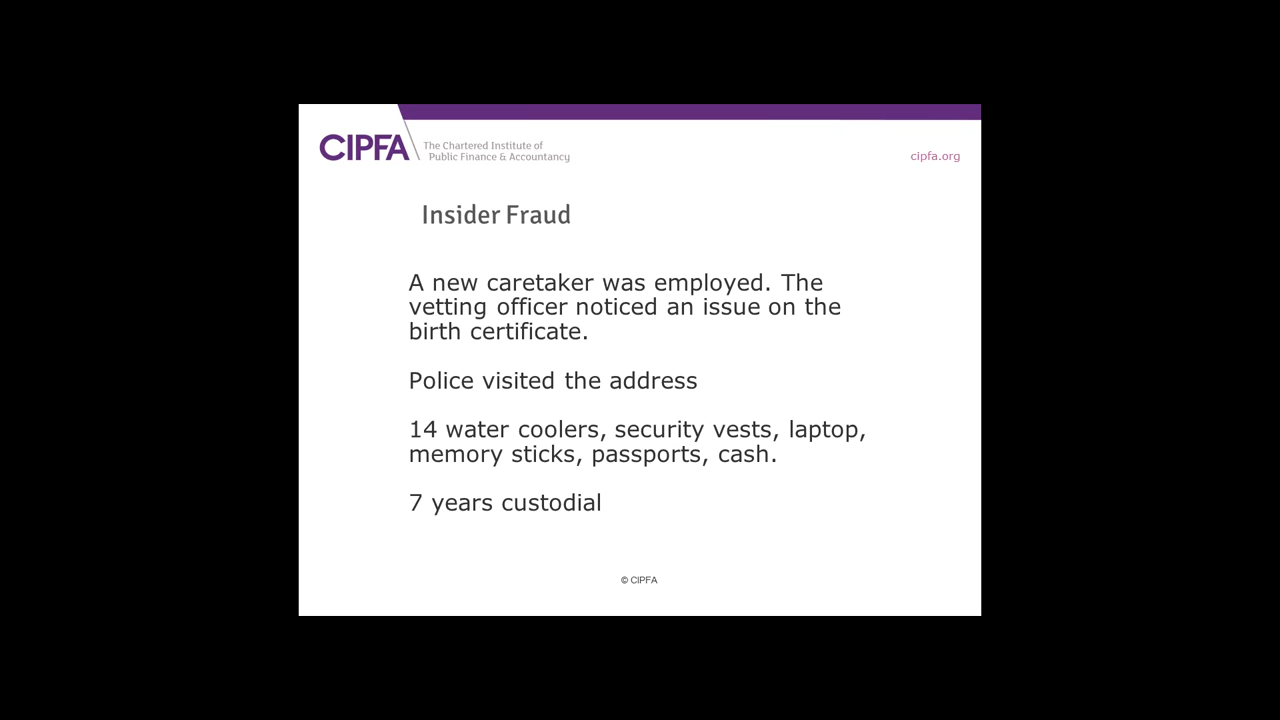 CIPFA
The Chartered Institute of
Public Finance & Accountancy
cipfa.org
Insider Fraud
A new caretaker was employed. The
vetting officer noticed an issue on the
birth certificate.
Police visited the address
14 water coolers, security vests, laptop,
memory sticks, passports, cash.
7 years custodial
© CIPFA